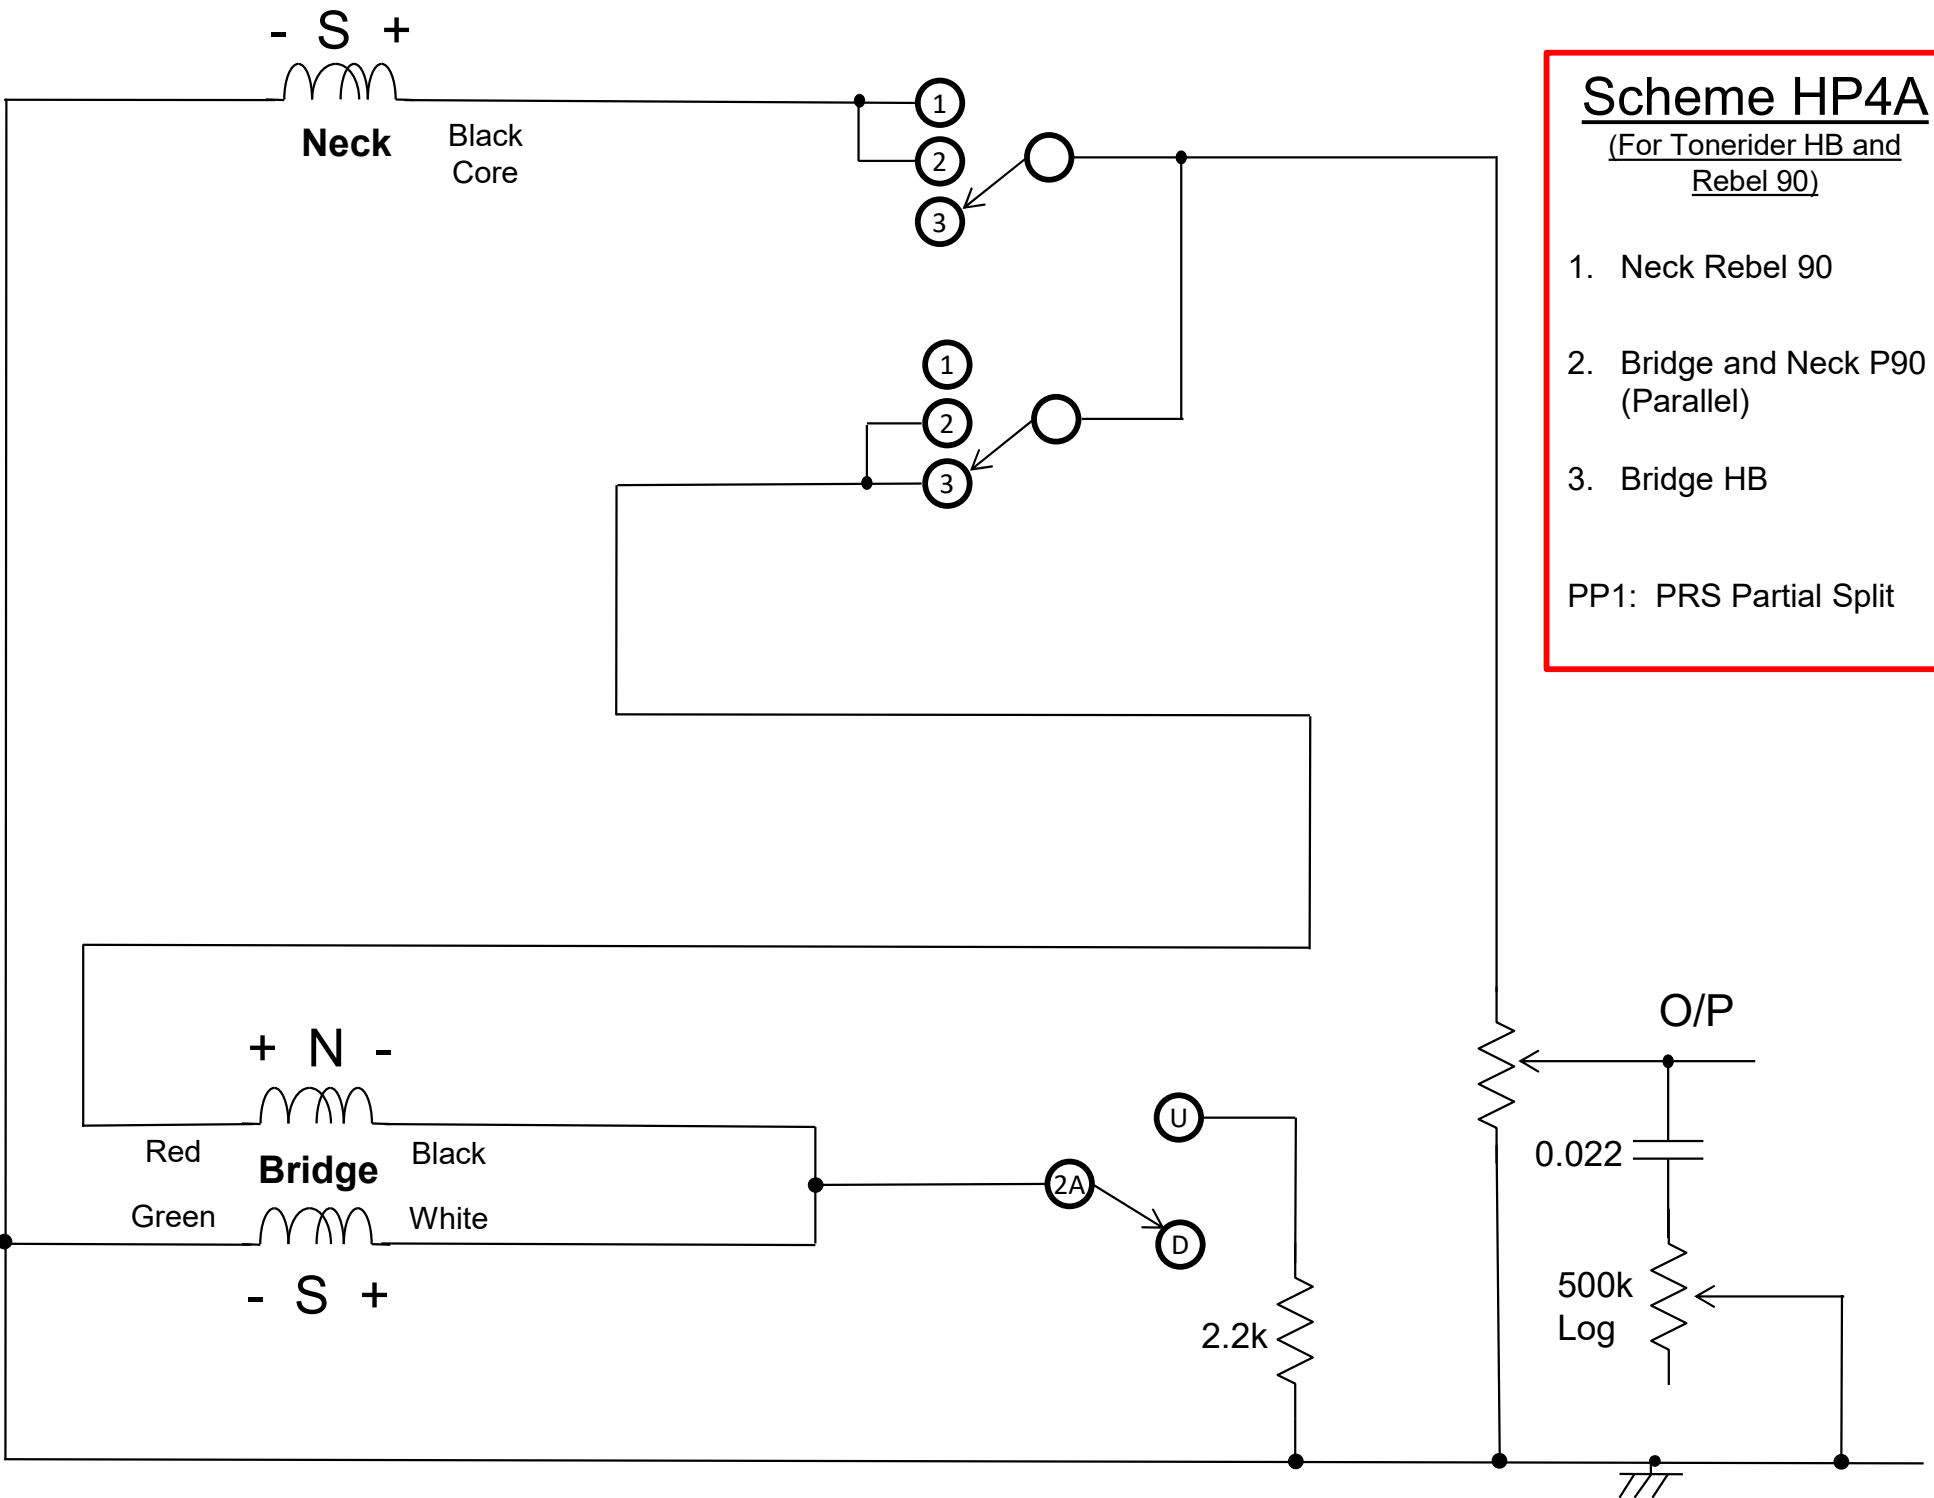 - S +
Neck
Black
Core
1
2
3
1
2
3
Scheme HP4A
(For Tonerider HB and
Rebel 90)
1. Neck Rebel 90
2. Bridge and Neck P90
(Parallel)
3. Bridge HB
PP1: PRS Partial Split
+ N -
Red
Bridge
Black
Green
White
- S +
2A
U
D
2.2k
O/P
0.022
500k
Log